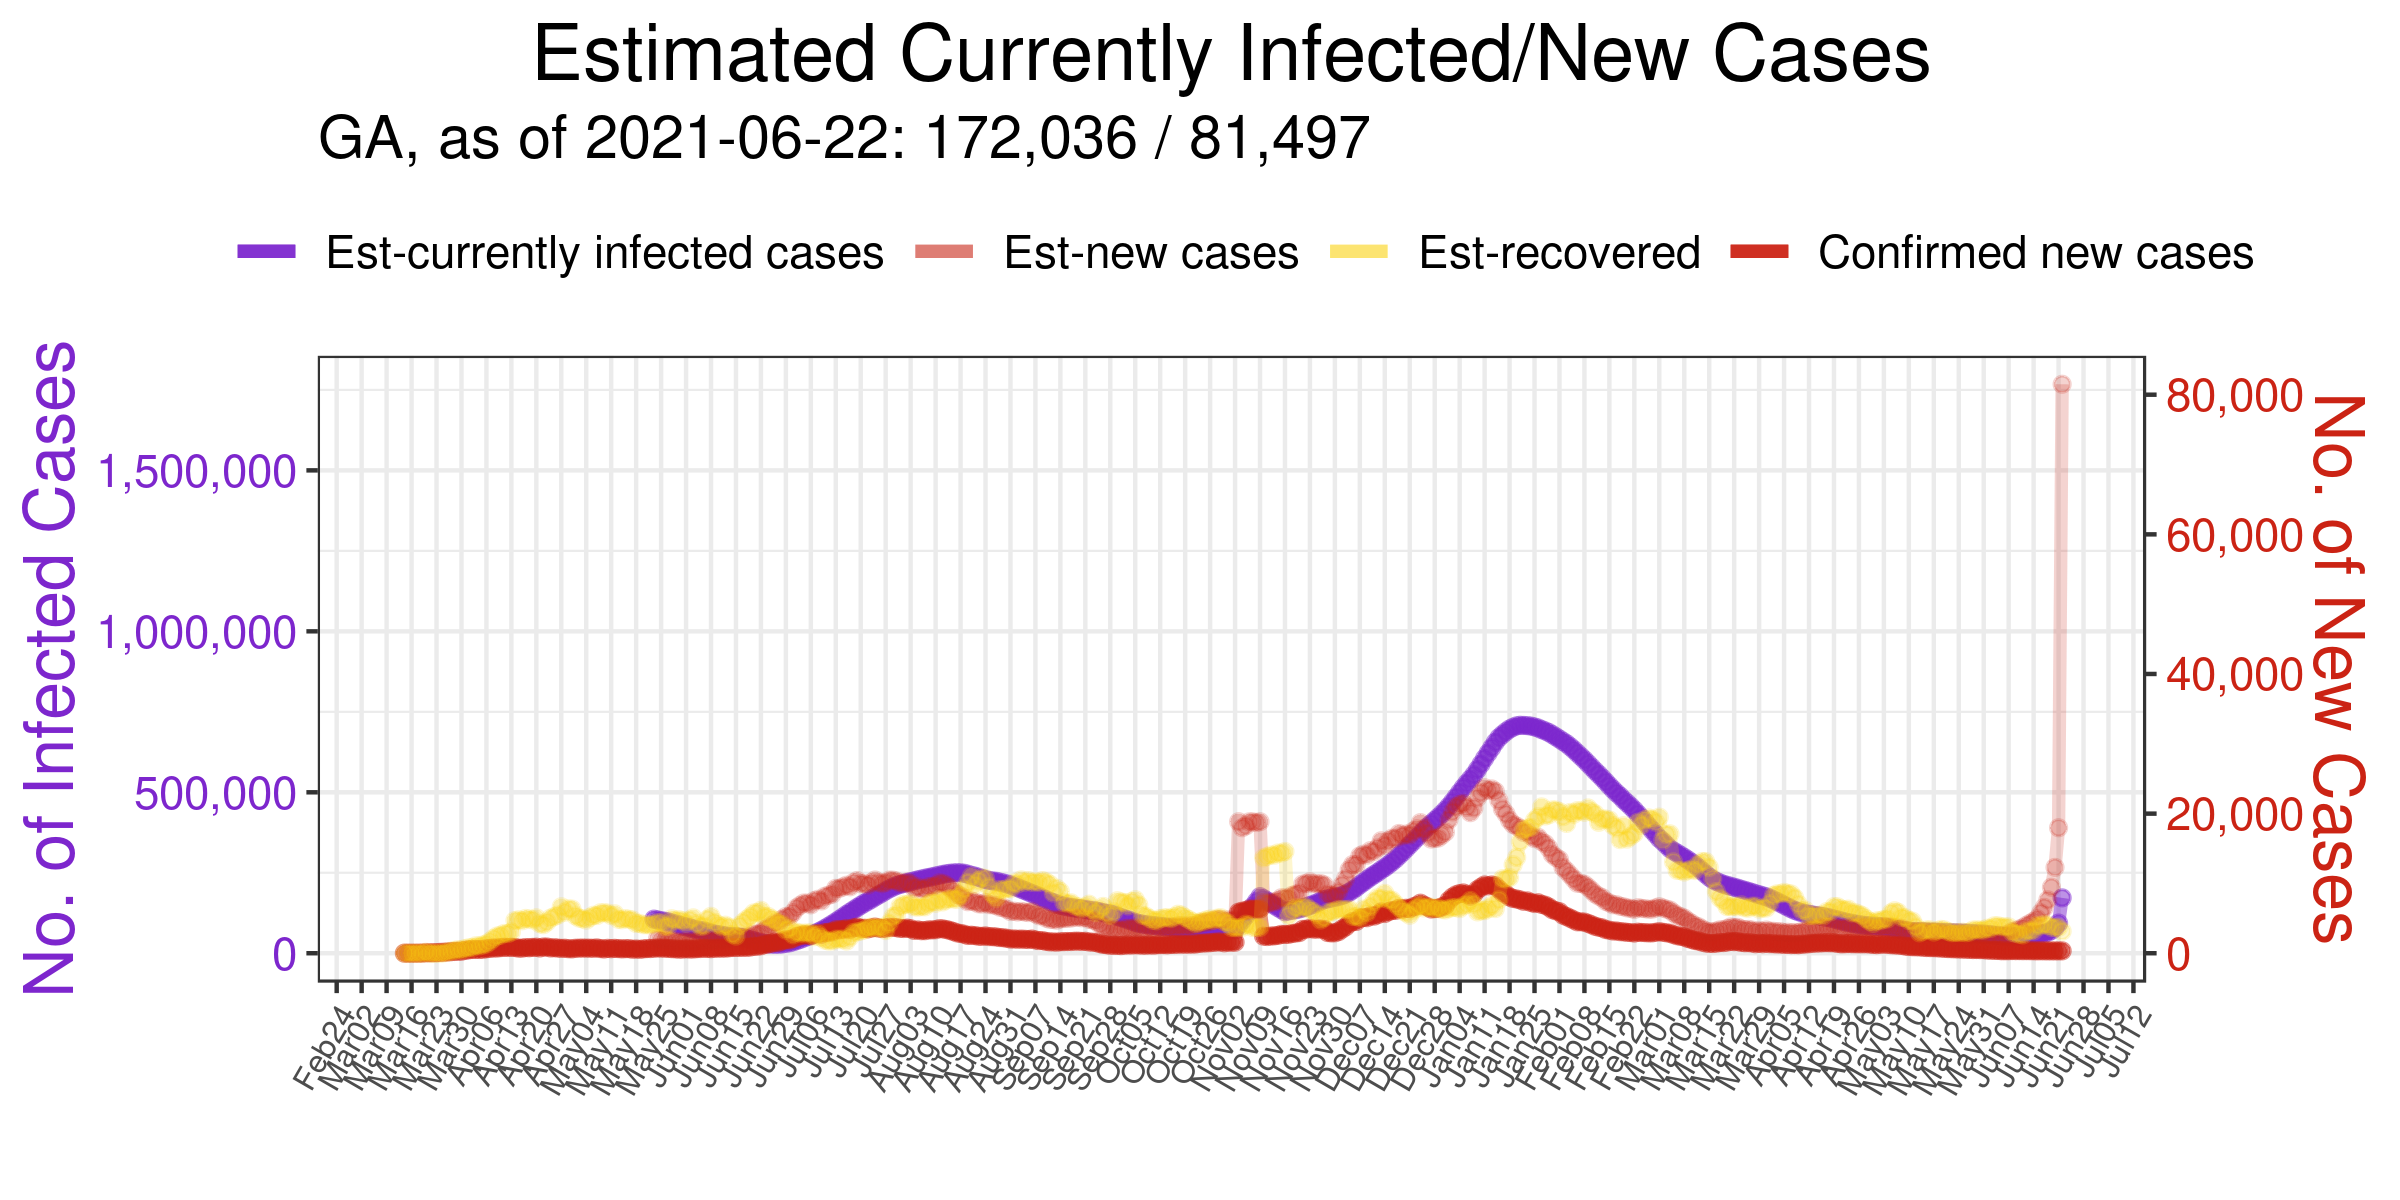 Estimated Currently Infected/New Cases
GA, as of 2021-06-22: 172,036 / 81,497
Est-currently infected cases
Est-new cases
Est-recovered
Confirmed new cases
No. of Infected Cases
1,500,000
1,000,000
500,000
0
80,000
60,000
40,000
20,000
0
No. of New Cases
Feb24
Mar02
Mar09
Mar16
Mar23
Mar30
Apr06
Apr13
Apr20
Apr27
May04
May11
May18
May25
Jun01
Jun08
Jun15
Jun22
Jun29
Jul06
Jul13
Jul20
Jul27
Aug03
Aug10
Aug17
Aug24
Aug31
Sep07
Sep14
Sep21
Sep28
Oct05
Oct12
Oct19
Oct26
Nov02
Nov09
Nov16
Nov23
Nov30
Dec07
Dec14
Dec21
Dec28
Jan04
Jan11
Jan18
Jan25
Feb01
Feb08
Feb15
Feb22
Mar01
Mar08
Mar15
Mar22
Mar29
Apr05
Apr12
Apr19
Apr26
May03
May10
May17
May24
May31
Jun07
Jun14
Jun21
Jun28
Jul05
Jul12